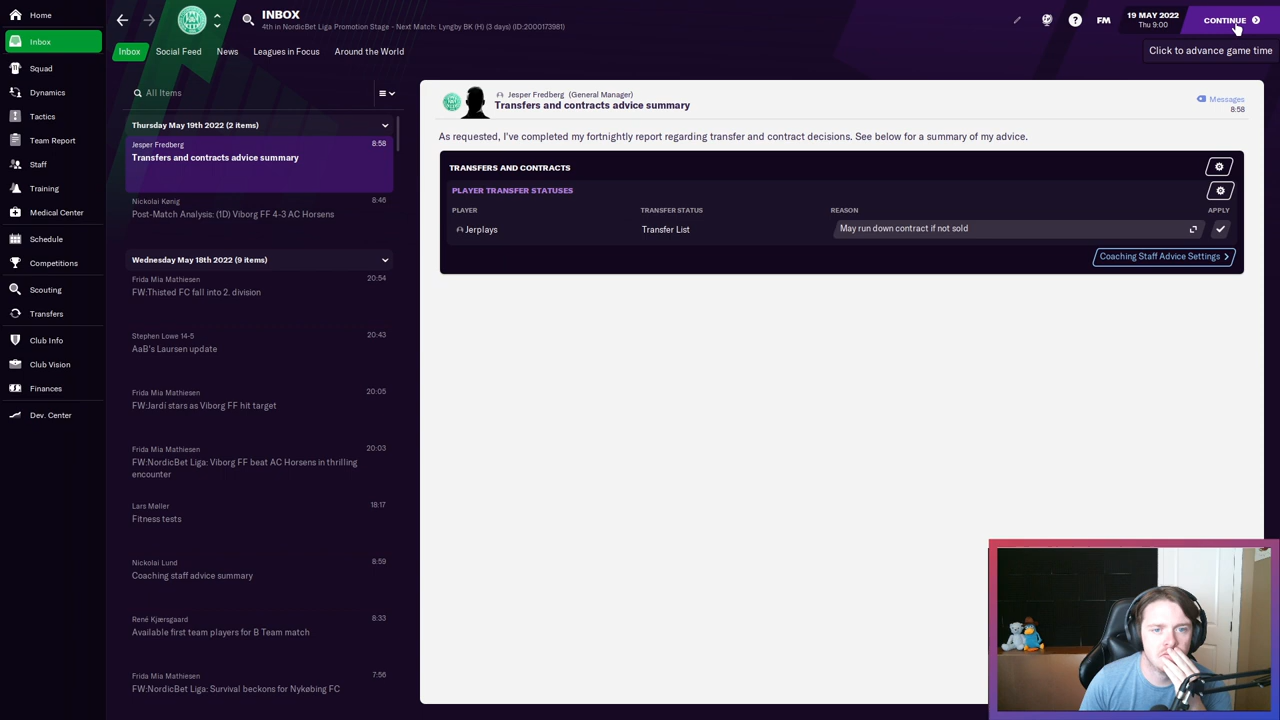 Home
Inbox
Squad
Dynamics
Tactics
Team Report
Staff
Training
Medical Center
Schedule
Competitions
Scouting
Transfers
Club Info
Club Vision
Finances
Dev. Center
INBOX
4th in NordicBet Liga Promotion Stage - Next Match: Lyngby BK (H) (3 days) (ID:2000173981)
? FM
19 MAY 2022
Thu 9:00
CONTINUE
Click to advance game time
Inbox Social Feed News Leagues in Focus Around the World
All Items
Thursday May 19th 2022 (2 items)
Jesper Fredberg 8:58
Transfers and contracts advice summary
Nickolai Kønig 8:46
Post-Match Analysis: (1D) Viborg FF 4-3 AC Horsens
Wednesday May 18th 2022 (9 items)
Frida Mia Mathiesen 20:54
FW:Thisted FC fall into 2. division
Stephen Lowe 14-5 20:43
AaB's Laursen update
Frida Mia Mathiesen 20:05
FW:Jardí stars as Viborg FF hit target
Frida Mia Mathiesen 20:03
FW:NordicBet Liga: Viborg FF beat AC Horsens in thrilling
encounter
Lars Møller 18:17
Fitness tests
Nickolai Lund 8:59
Coaching staff advice summary
René Kjærsgaard 8:33
Available first team players for B Team match
Frida Mia Mathiesen 7:56
FW:NordicBet Liga: Survival beckons for Nykøbing FC
Jesper Fredberg (General Manager)
Transfers and contracts advice summary
Messages
8:58
As requested, I've completed my fortnightly report regarding transfer and contract decisions. See below for a summary of my advice.
TRANSFERS AND CONTRACTS
PLAYER TRANSFER STATUSES
PLAYER TRANSFER STATUS REASON APPLY
Jerplays Transfer List May run down contract if not sold
Coaching Staff Advice Settings